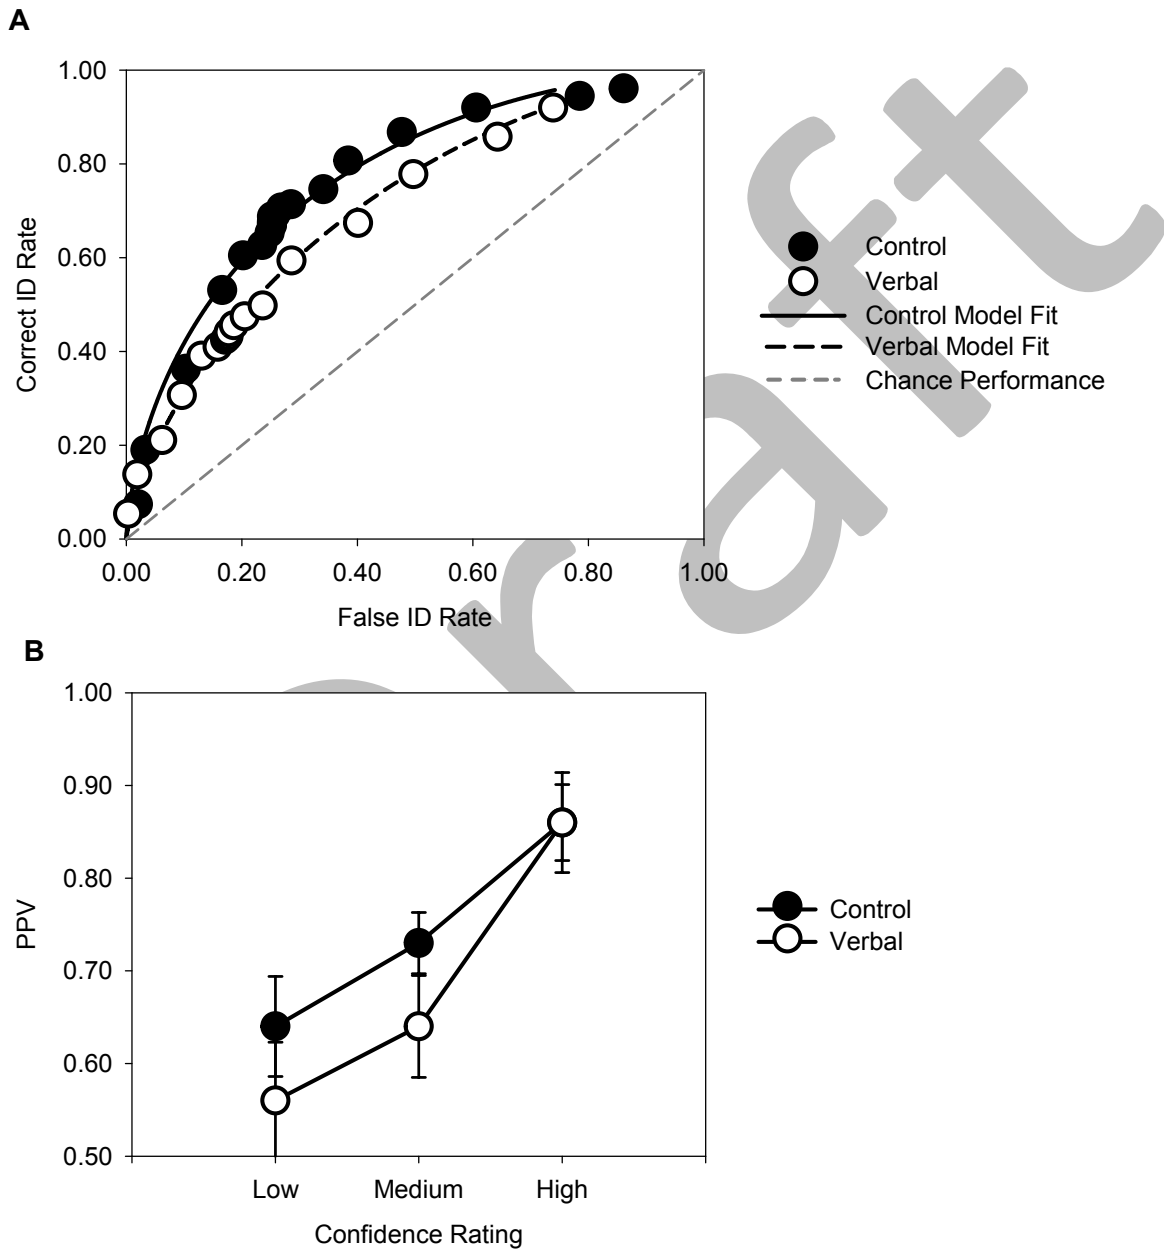 A
1.00
0.80
0.60
0.40
0.20
0.00
Correct ID Rate
0.00 0.20 0.40 0.60 0.80 1.00
False ID Rate
Control
Verbal
Control Model Fit
Verbal Model Fit
Chance Performance
B
1.00
0.90
0.80
0.70
0.60
0.50
PPV
Low Medium High
Confidence Rating
Control
Verbal
raft